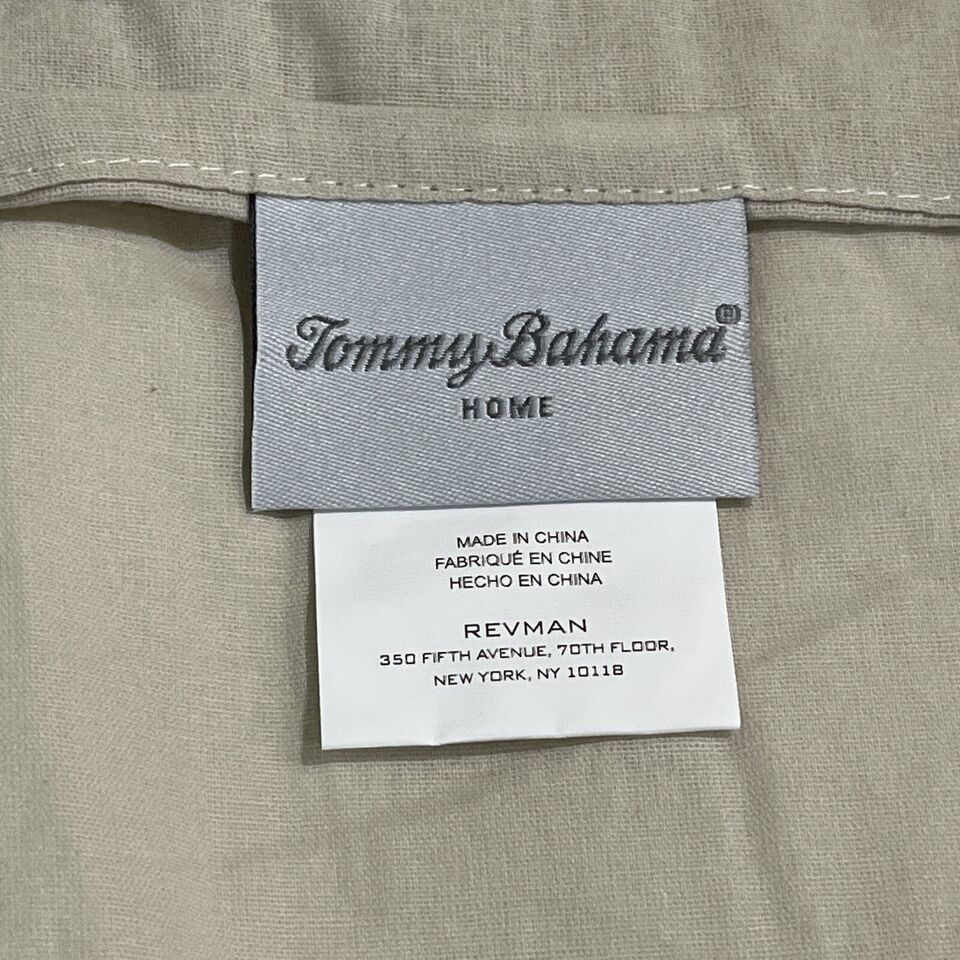 Tommy Bahama®
HOME
MADE IN CHINA
FABRIQUÉ EN CHINE
HECHO EN CHINA
REVMAN
350 FIFTH AVENUE, 70TH FLOOR,
NEW YORK, NY 10118